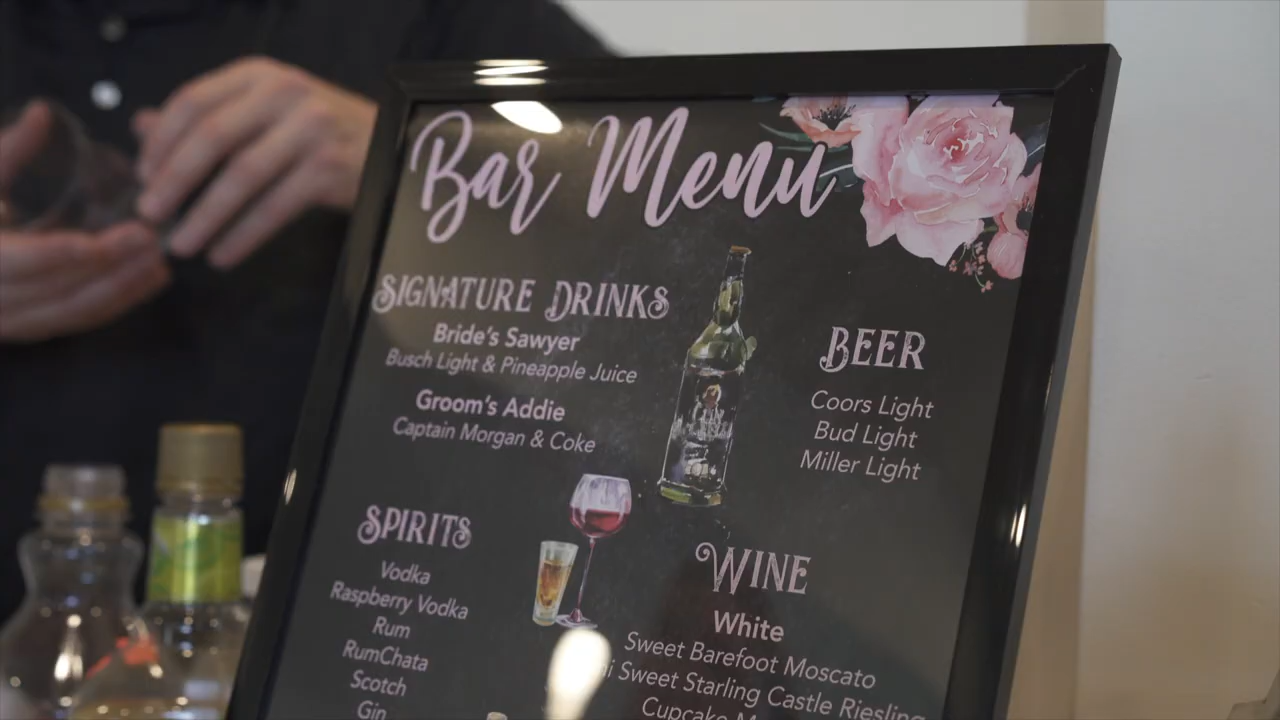 Bar Menu
SIGNATURE DRINKS
Bride's Sawyer
Busch Light & Pineapple Juice
Groom's Addie
Captain Morgan & Coke
BEER
Coors Light
Bud Light
Miller Light
SPIRITS
Vodka
Raspberry Vodka
Rum
RumChata
Scotch
Gin
WINE
White
Sweet Barefoot Moscato
Sweet Starling Castle Riesling
Cupcake